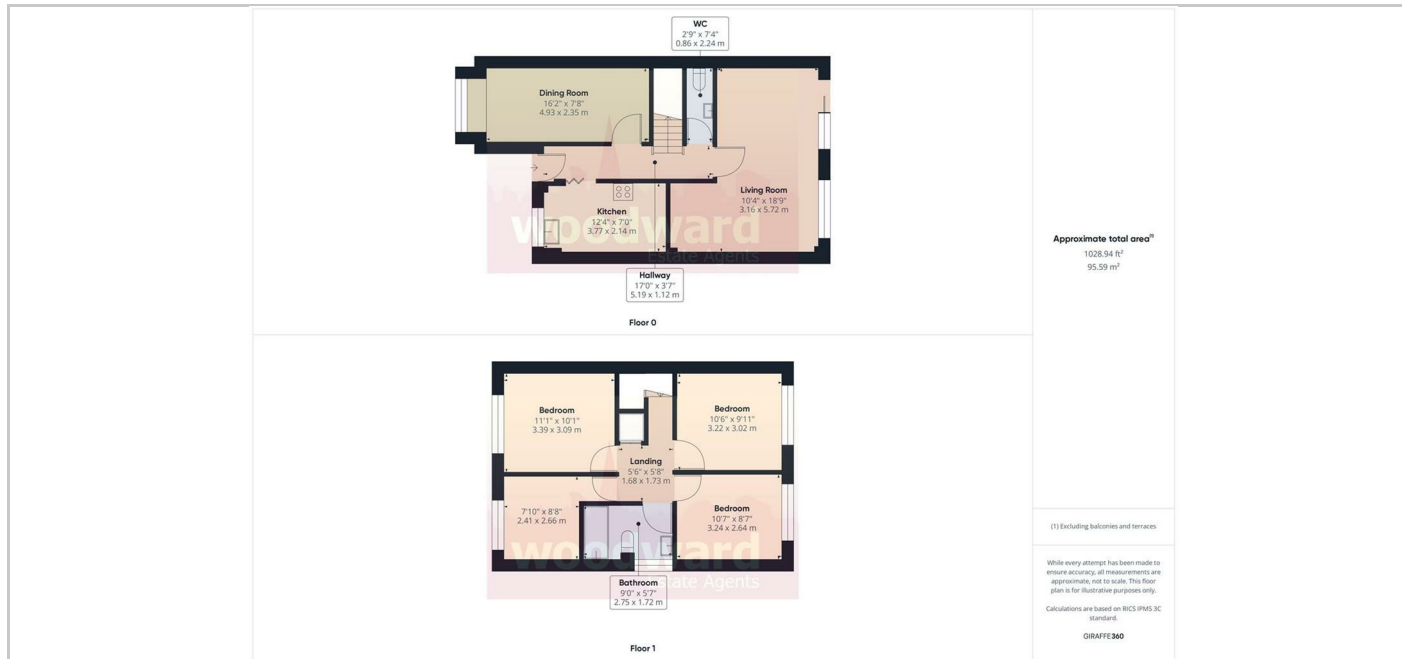 WC
2'9" x 7'4"
0.86 x 2.24 m
Dining Room
16'2" x 7'8"
4.93 x 2.35 m
Living Room
10'4" x 18'9"
3.16 x 5.72 m
Kitchen
12'4" x 7'0"
3.77 x 2.14 m
woodward
Estate Agents
Hallway
17'0" x 3'7"
5.19 x 1.12 m
Floor 0
Approximate total area(1)
1028.94 ft²
95.59 m²
Bedroom
11'1" x 10'1"
3.39 x 3.09 m
Bedroom
10'6" x 9'11"
3.22 x 3.02 m
Landing
5'6" x 5'8"
1.68 x 1.73 m
7'10" x 8'8"
2.41 x 2.66 m
Bedroom
10'7" x 8'7"
3.24 x 2.64 m
woodward
Estate Agents
Bathroom
9'0" x 5'7"
2.75 x 1.72 m
Floor 1
(1) Excluding balconies and terraces
While every attempt has been made to
ensure accuracy, all measurements are
approximate, not to scale. This floor
plan is for illustrative purposes only.
Calculations are based on RICS IPMS 3C
standard.
GIRAFFE360